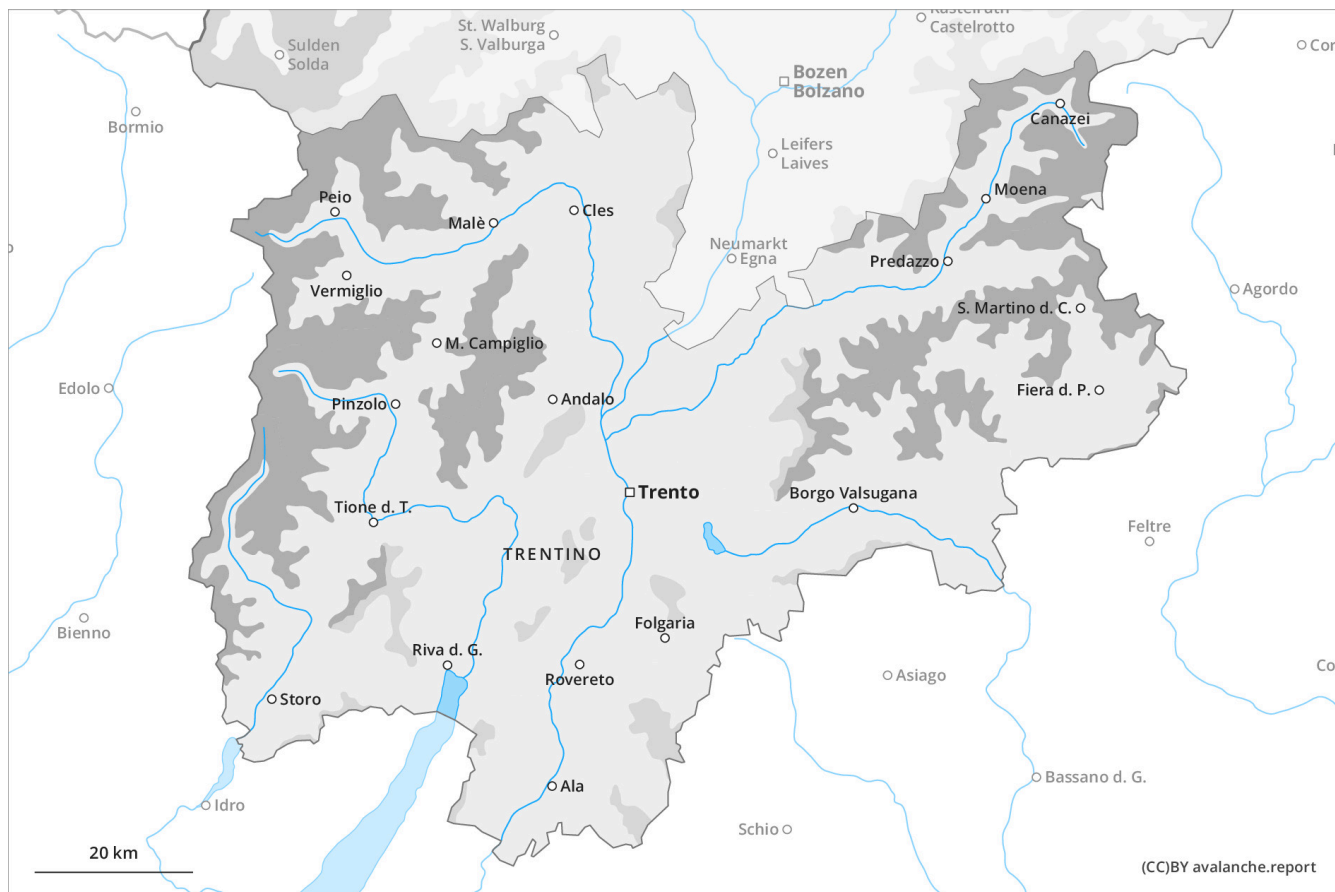 St. Walburg
S. Valburga
Castelrotto
Sulden
Solda
Bozen
Bolzano
Bormio
Canazei
Leifers
Laives
Peio
Moena
Malè
Cles
Neumarkt
Egna
Predazzo
Vermiglio
Agordo
S. Martino d. C.
M. Campiglio
Edolo
Pinzolo
Andalo
Fiera d. P.
Trento
Borgo Valsugana
Tione d. T.
Feltre
TRENTINO
Bienno
Folgaria
Riva d. G.
Rovereto
Asiago
Storo
Bassano d. G.
Ala
Idro
Schio
20 km
(CC)BY avalanche.report